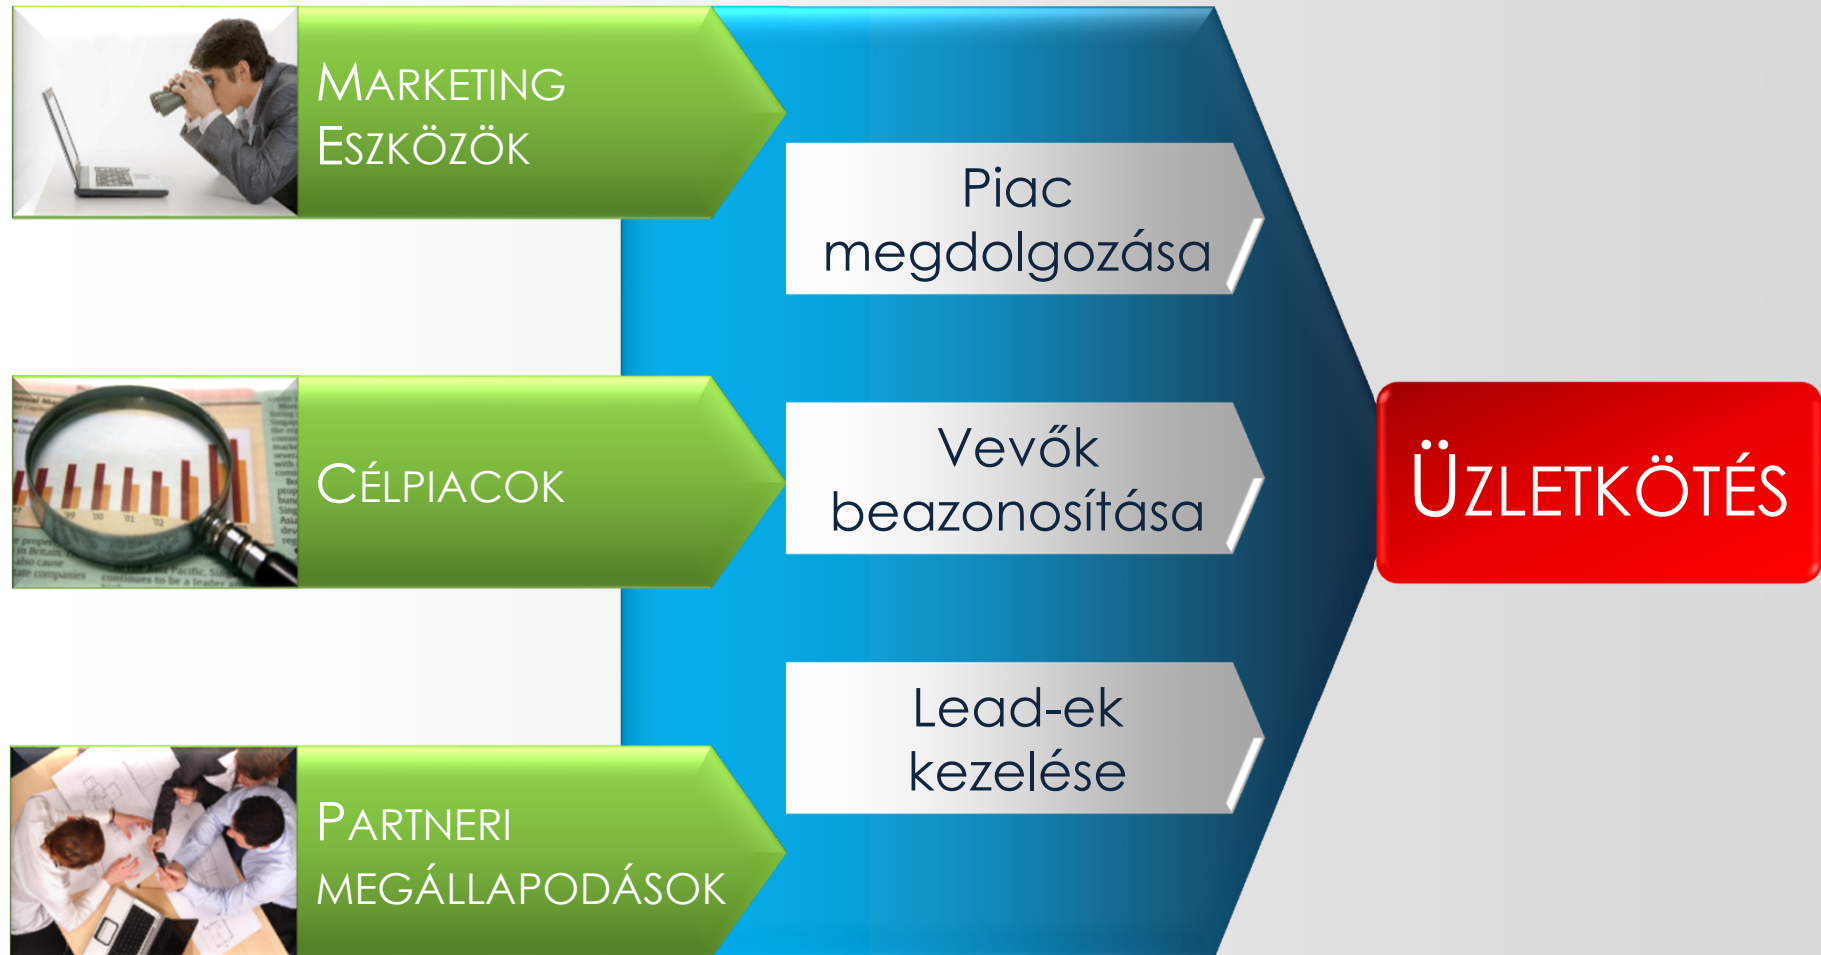 MARKETING
ESZKÖZÖK
Piac
megdolgozása
CÉLPIACOK
Vevők
beazonosítása
ÜZLETKÖTÉS
Lead-ek
kezelése
PARTNERI
MEGÁLLAPODÁSOK